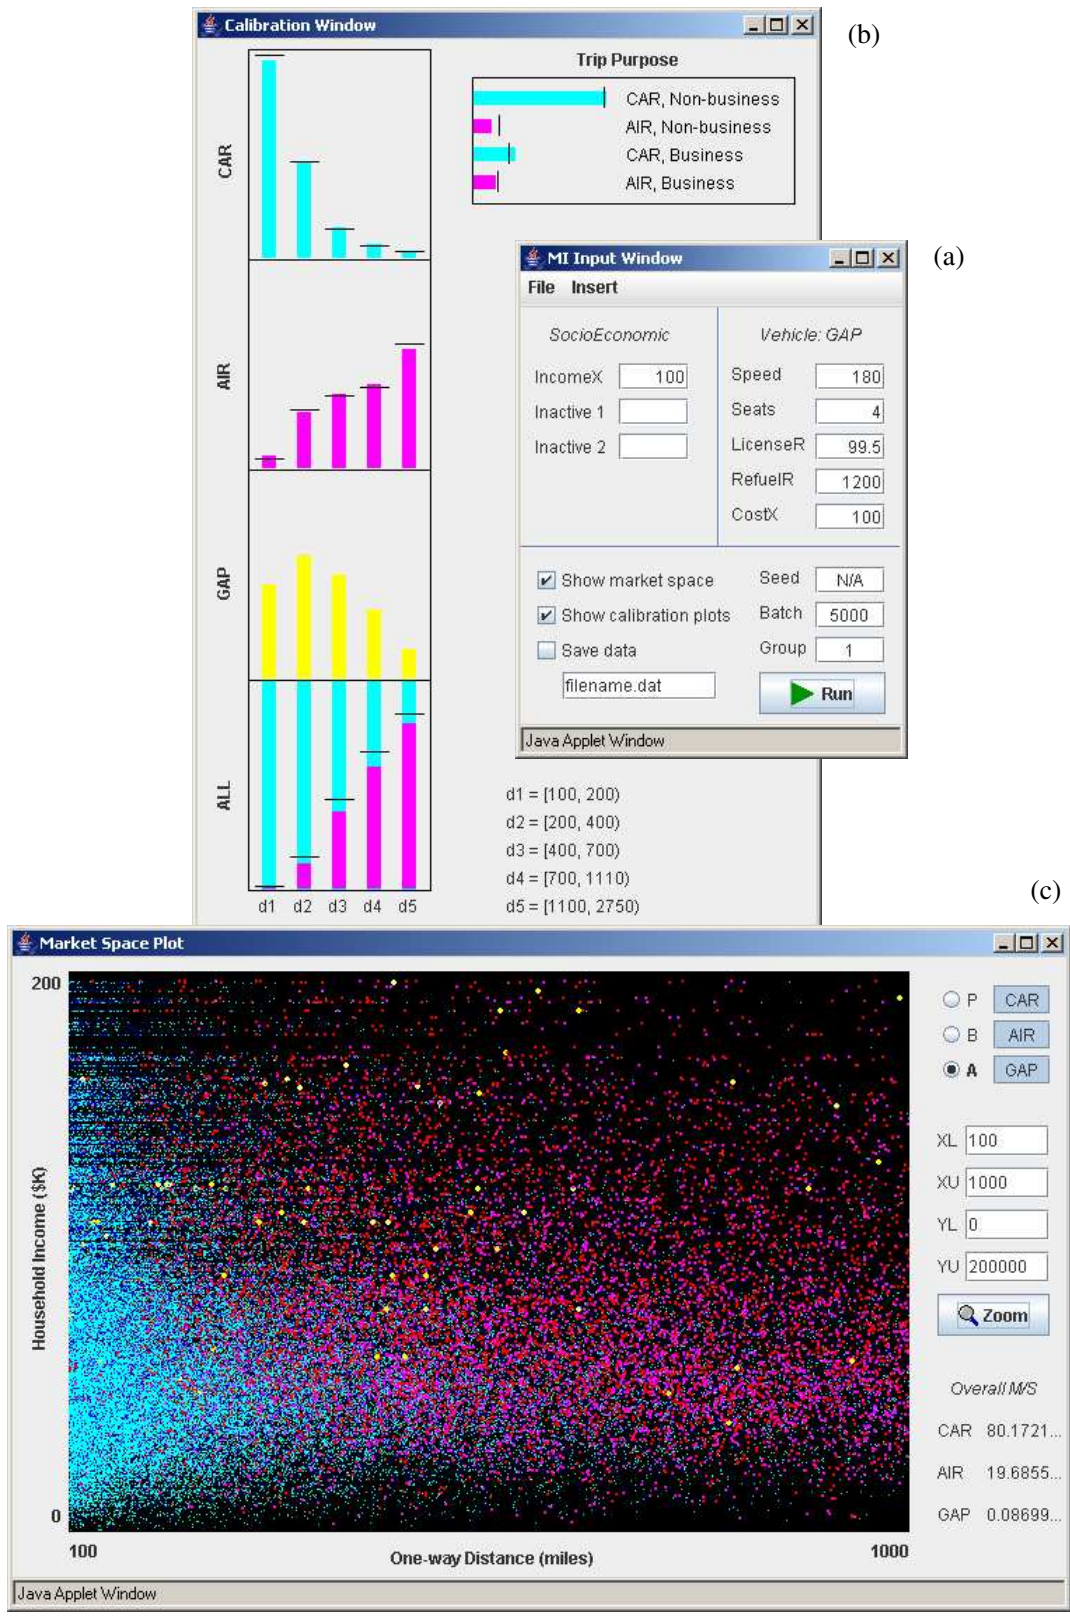 Calibration Window
(b)
Trip Purpose
CAR, Non-business
AIR, Non-business
CAR, Business
AIR, Business
CAR
AIR
GAP
ALL
d1 d2 d3 d4 d5
d1 = [100, 200)
d2 = [200, 400)
d3 = [400, 700)
d4 = [700, 1110)
d5 = [1100, 2750)
(a)
MI Input Window
File Insert
SocioEconomic
Vehicle: GAP
IncomeX 100
Inactive 1
Inactive 2
Speed 180
Seats 4
LicenseR 99.5
RefuelR 1200
CostX 100
Show market space
Show calibration plots
Save data
filename.dat
Seed N/A
Batch 5000
Group 1
Run
Java Applet Window
(c)
Market Space Plot
200
Household Income ($K)
0
100
One-way Distance (miles)
1000
P CAR
B AIR
A GAP
XL 100
XU 1000
YL 0
YU 200000
Zoom
Overall M/S
CAR 80.1721...
AIR 19.6855...
GAP 0.08699...
Java Applet Window